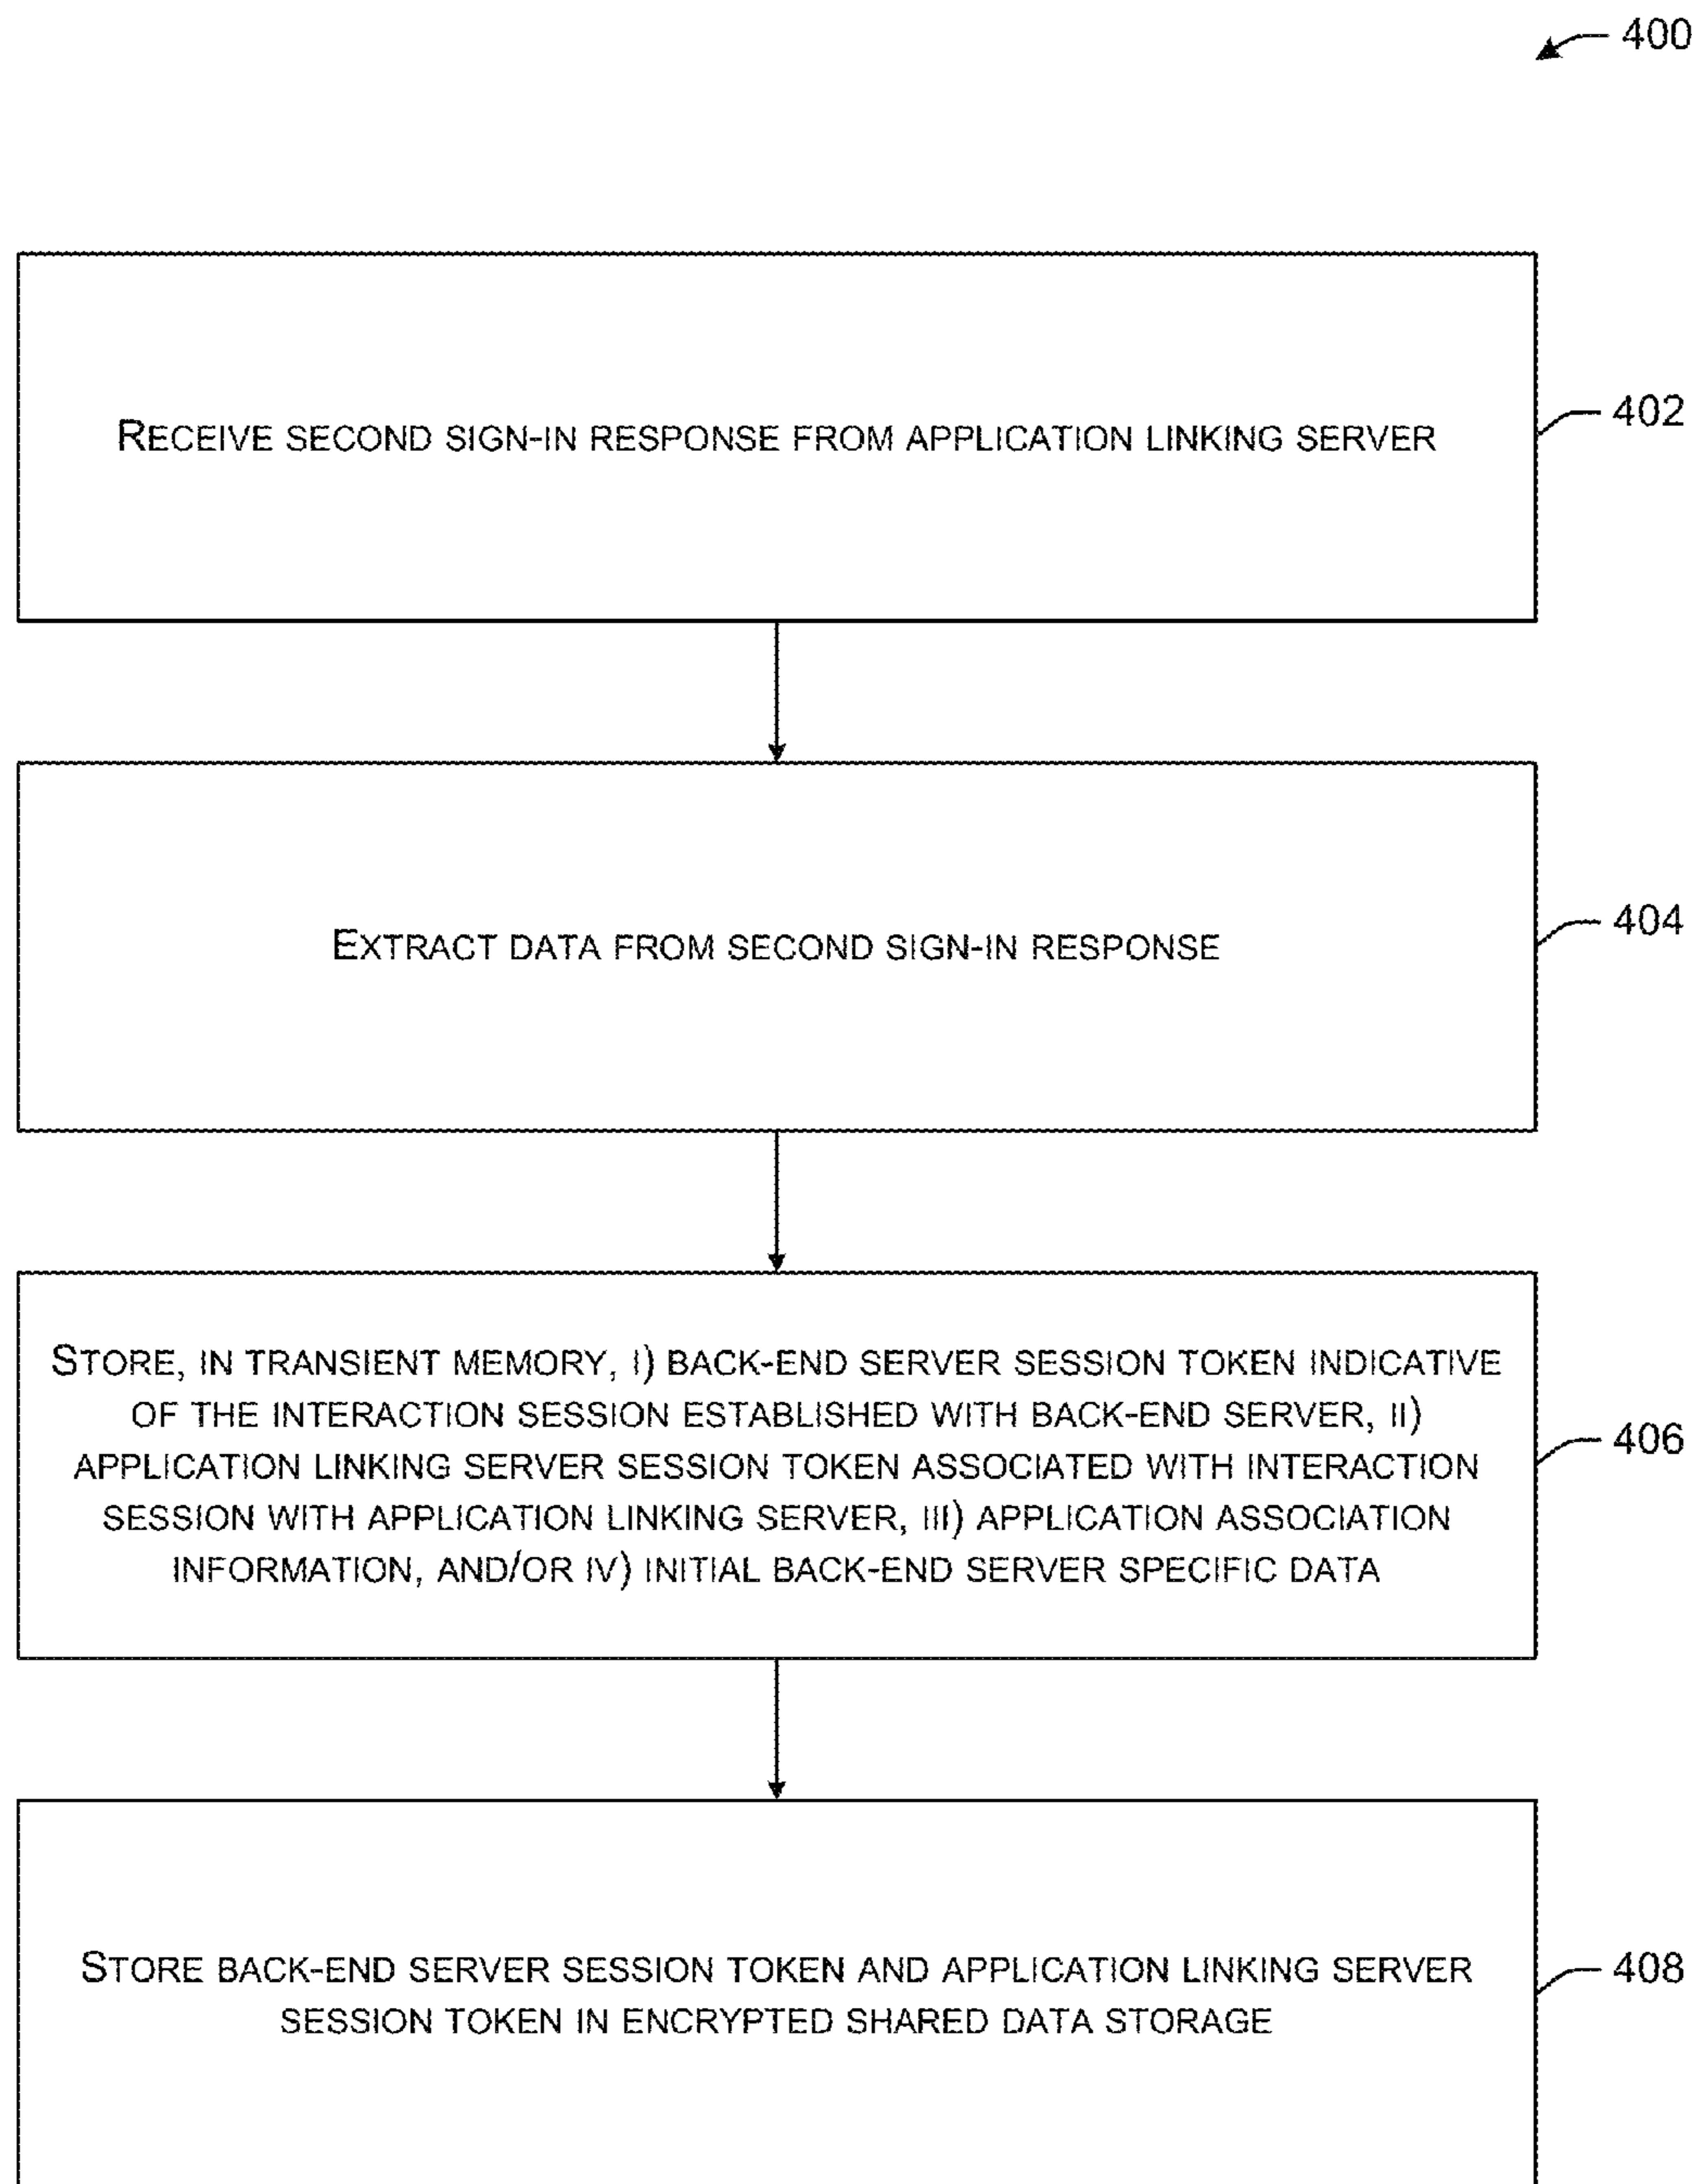 400
RECEIVE SECOND SIGN-IN RESPONSE FROM APPLICATION LINKING SERVER
402
EXTRACT DATA FROM SECOND SIGN-IN RESPONSE
404
STORE, IN TRANSIENT MEMORY, I) BACK-END SERVER SESSION TOKEN INDICATIVE
OF THE INTERACTION SESSION ESTABLISHED WITH BACK-END SERVER, II)
APPLICATION LINKING SERVER SESSION TOKEN ASSOCIATED WITH INTERACTION
SESSION WITH APPLICATION LINKING SERVER, III) APPLICATION ASSOCIATION
INFORMATION, AND/OR IV) INITIAL BACK-END SERVER SPECIFIC DATA
406
STORE BACK-END SERVER SESSION TOKEN AND APPLICATION LINKING SERVER
SESSION TOKEN IN ENCRYPTED SHARED DATA STORAGE
408